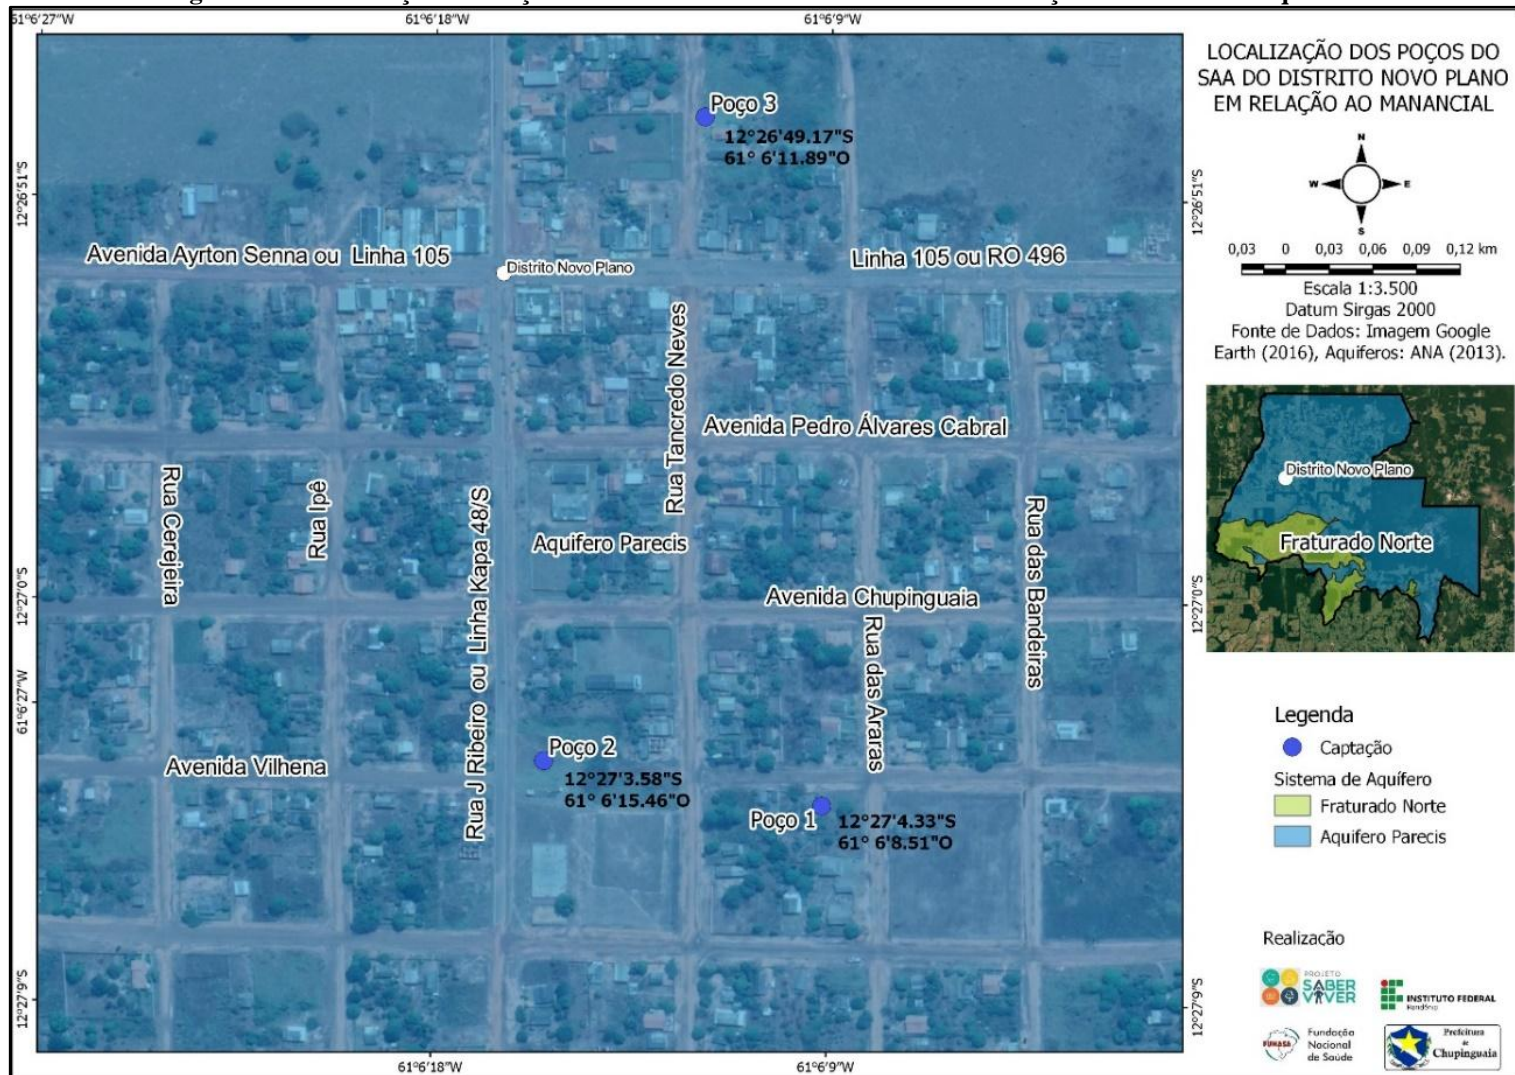 61°6'27"W
61°6'18"W
61°6'9"W
LOCALIZAÇÃO DOS POÇOS DO
SAA DO DISTRITO NOVO PLANO
EM RELAÇÃO AO MANANCIAL
N
W
E
S
0,03 0 0,03 0,06 0,09 0,12 km
Escala 1:3.500
Datum Sirgas 2000
Fonte de Dados: Imagem Google
Earth (2016), Aquiferos: ANA (2013).
Poço 3
12°26'49.17"S
61° 6'11.89"O
12°26'51"S
12°26'51"S
Avenida Ayrton Senna ou Linha 105
Linha 105 ou RO 496
Distrito Novo Plano
Rua Tancredo Neves
Avenida Pedro Álvares Cabral
Rua Cerejeira
Rua Ipê
Rua J Ribeiro ou Linha Kapa 48/S
Aquifero Parecis
Rua das Bandeiras
Avenida Chupinguaia
Rua das Araras
12°27'0"S
12°27'0"S
61°6'27"W
Poço 2
12°27'3.58"S
61° 6'15.46"O
Avenida Vilhena
Poço 1
12°27'4.33"S
61° 6'8.51"O
12°27'9"S
12°27'9"S
61°6'18"W
61°6'9"W
Distrito Novo Plano
Fraturado Norte
Legenda
Captação
Sistema de Aquífero
Fraturado Norte
Aquifero Parecis
Realização
PROJETO
SABER
VIVER
INSTITUTO FEDERAL
Rondônia
FUNASA
Fundação
Nacional
de Saúde
Prefeitura
de
Chupinguaia